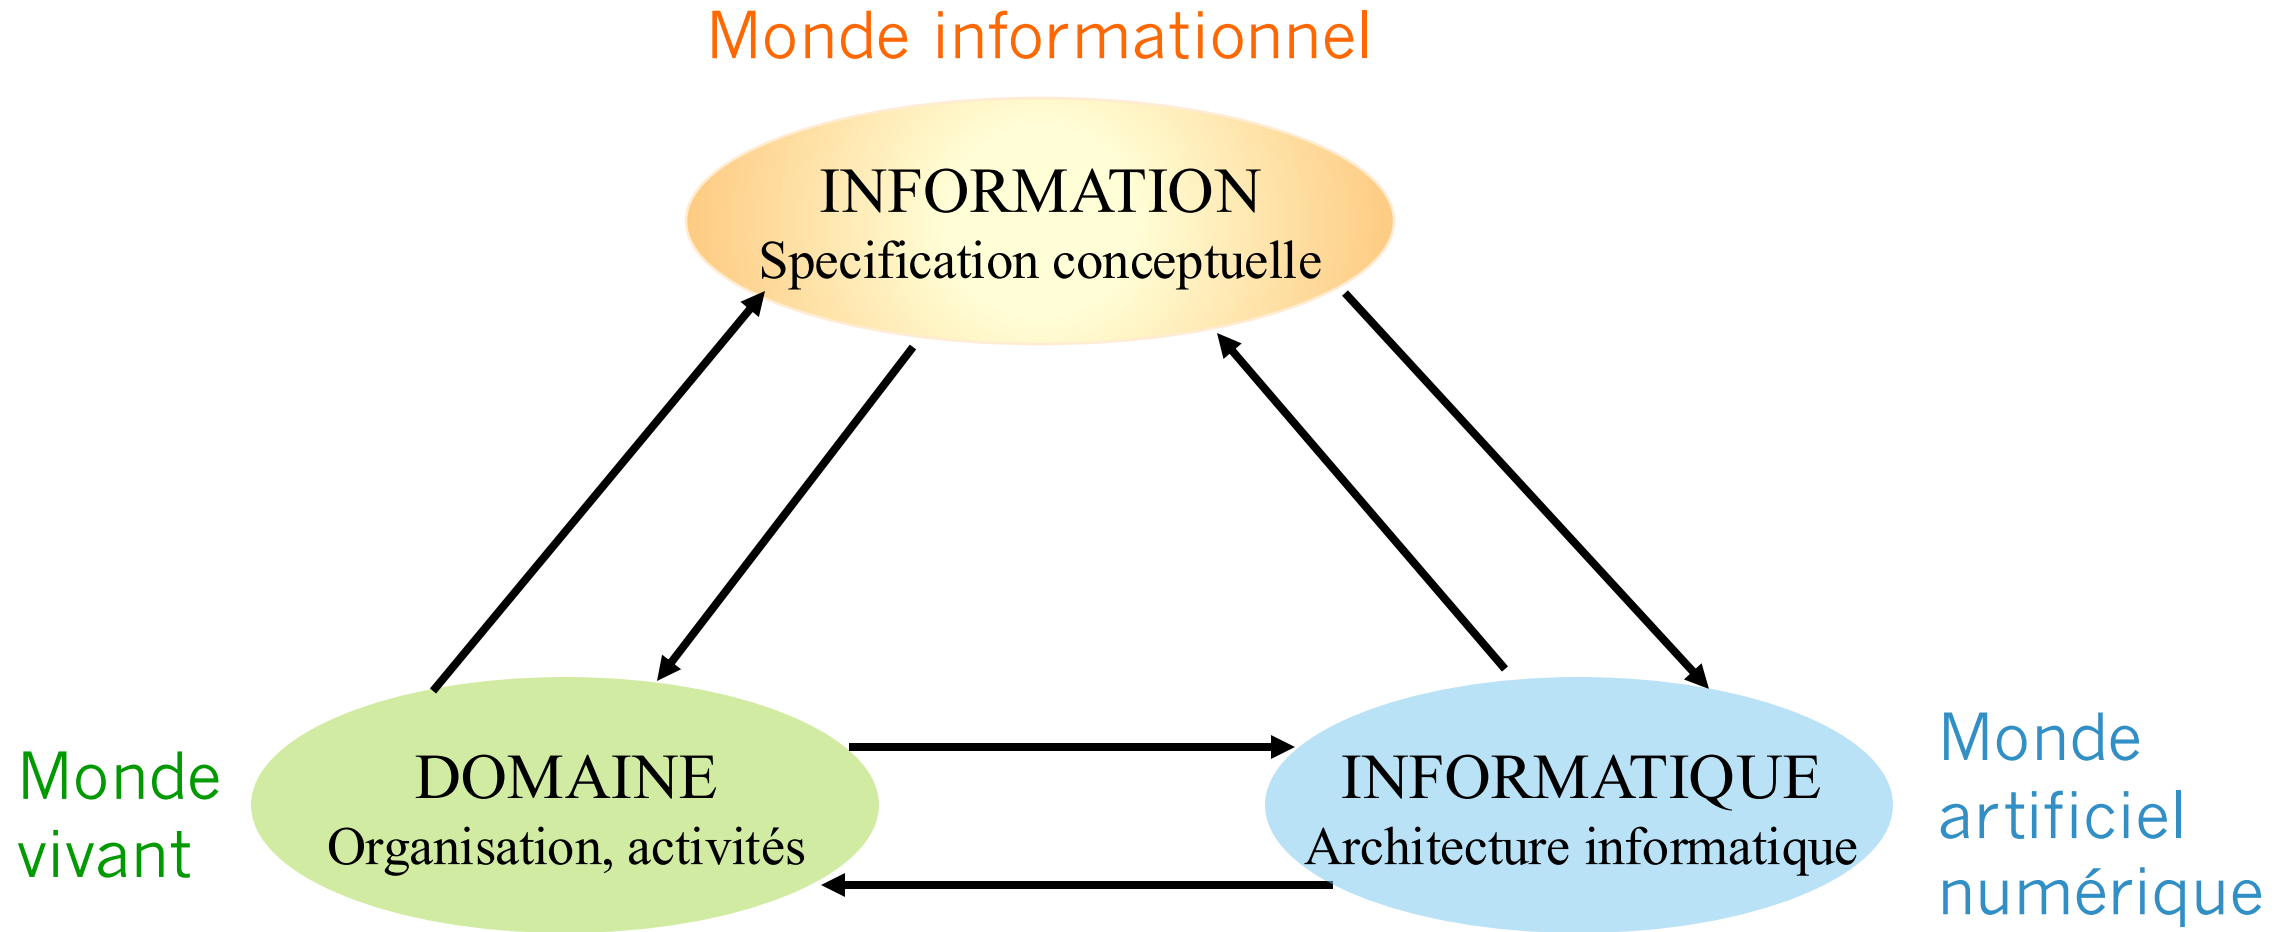 Monde informationnel
INFORMATION
Specification conceptuelle
Monde
vivant
DOMAINE
Organisation, activités
INFORMATIQUE
Architecture informatique
Monde
artificiel
numérique